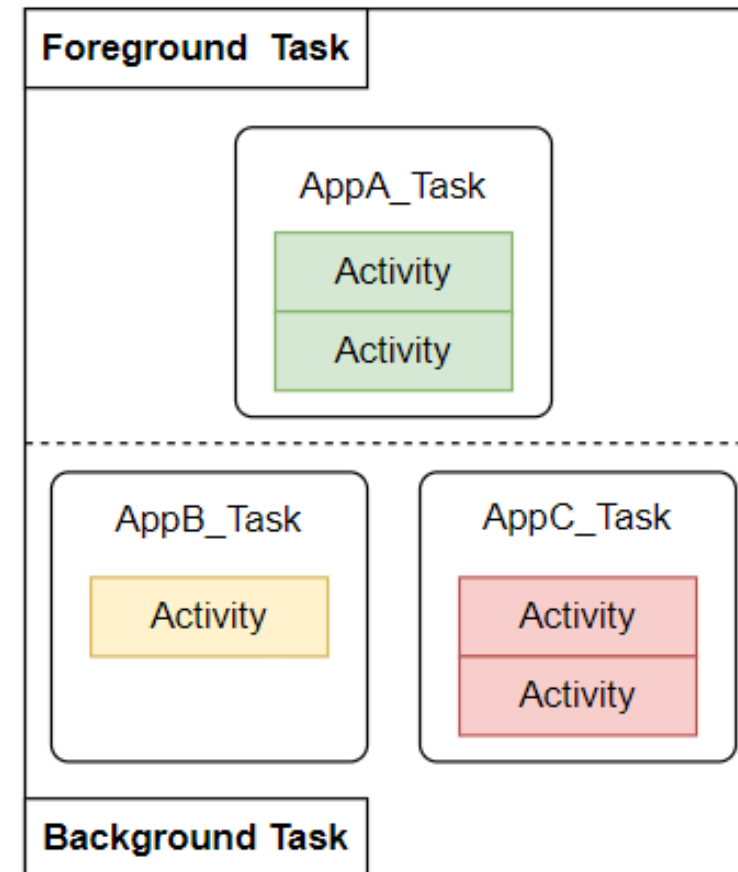 Foreground Task
AppA_Task
Activity
Activity
AppB_Task
Activity
AppC_Task
Activity
Activity
Background Task